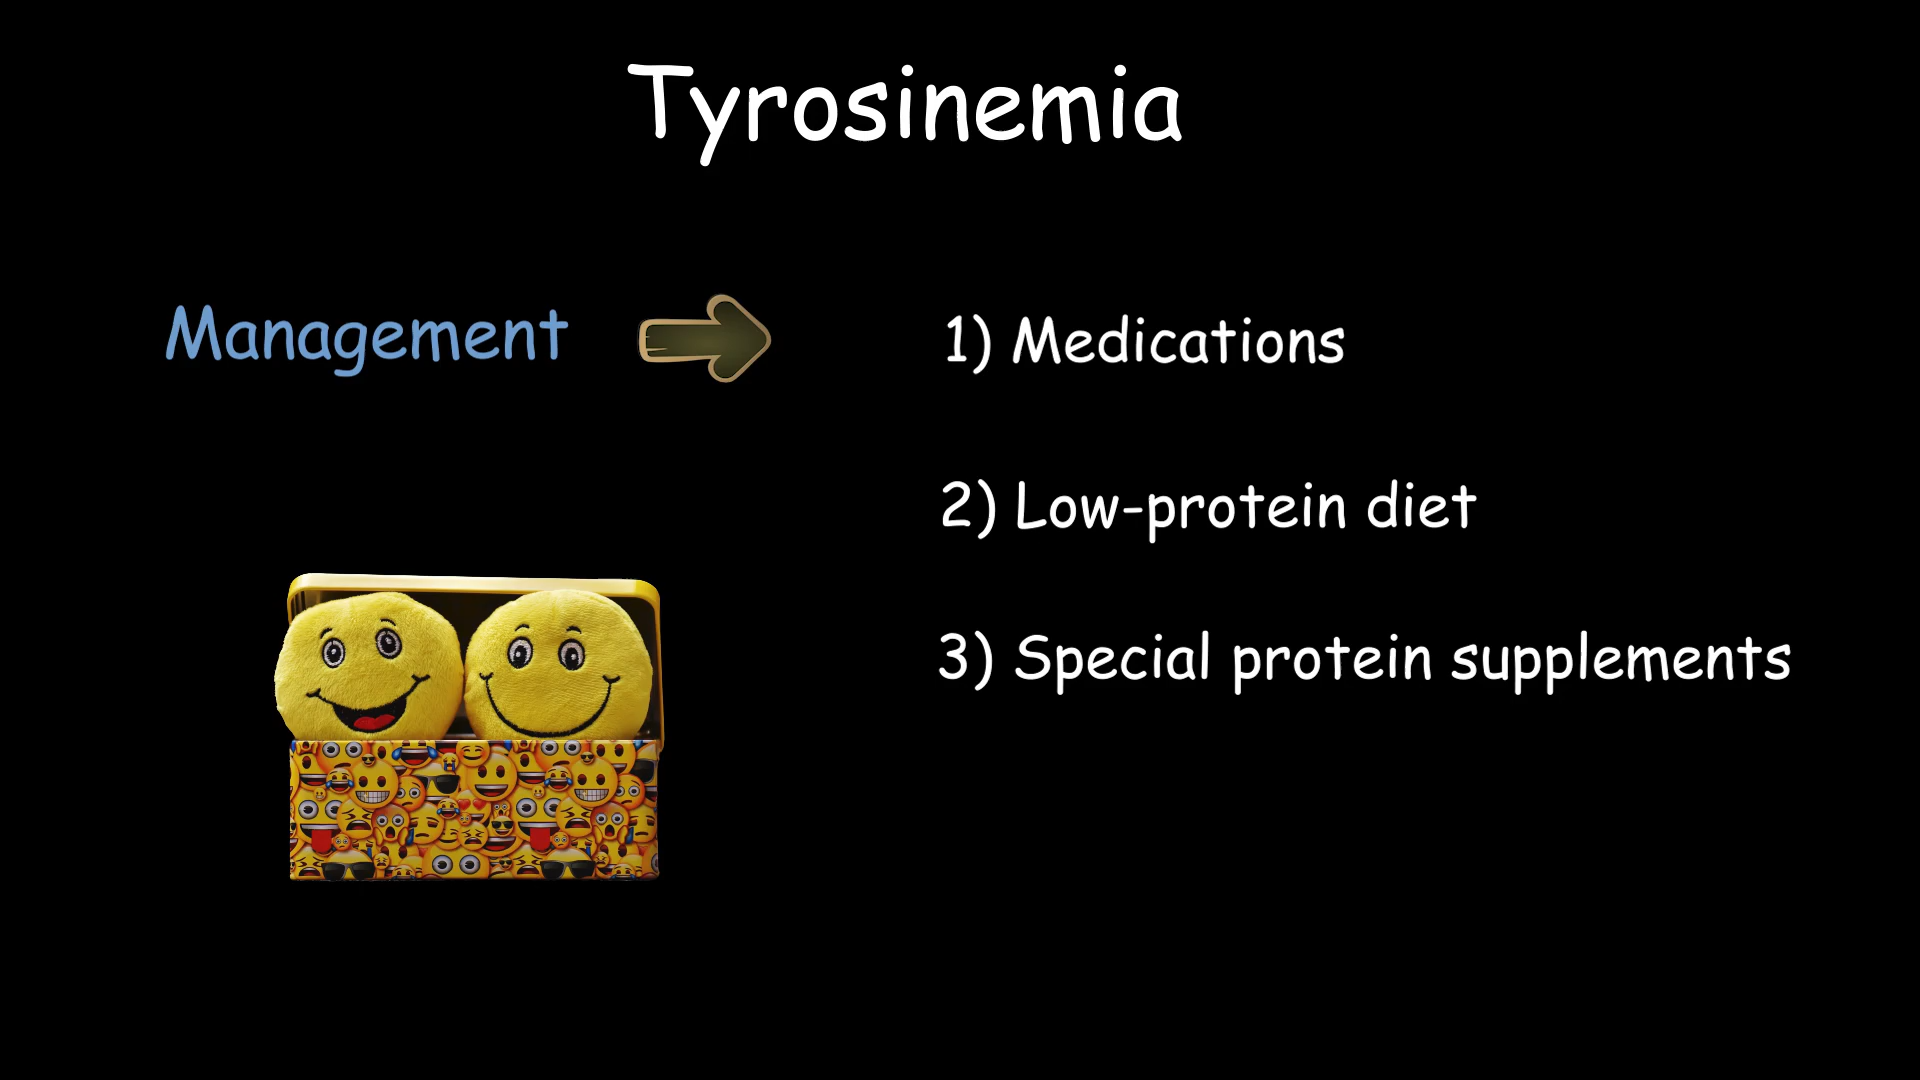 Tyrosinemia
Management
1) Medications
2) Low-protein diet
3) Special protein supplements